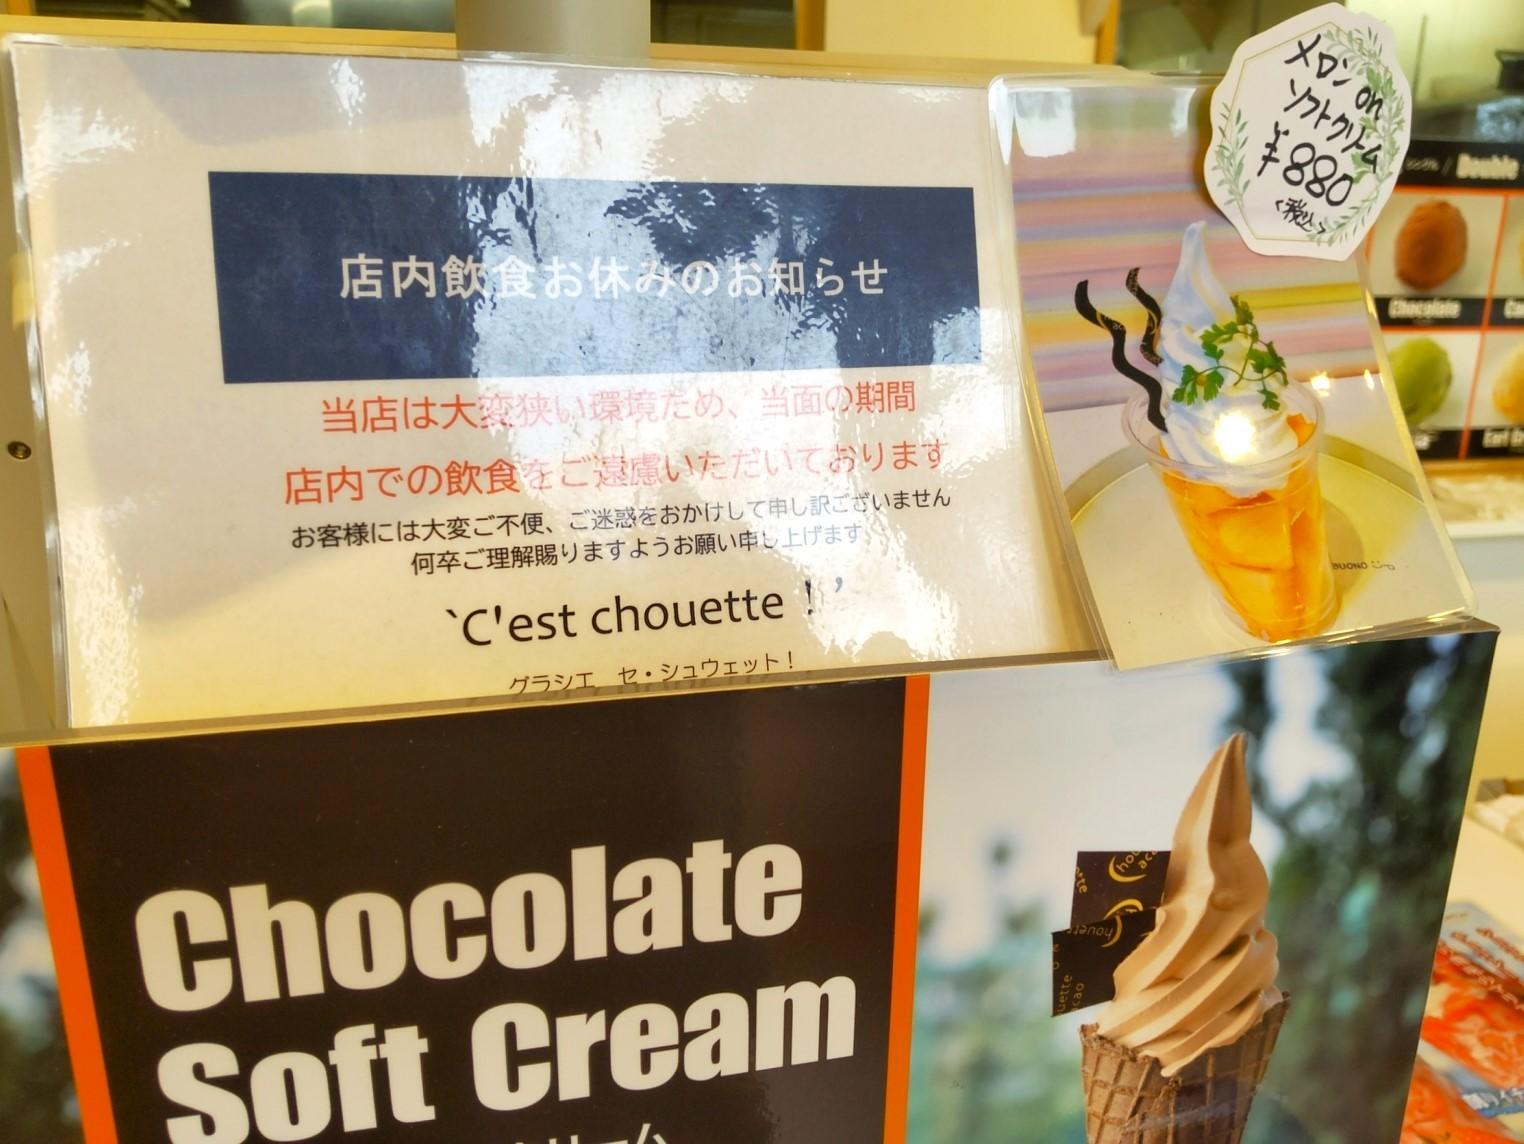 店内飲食お休みのお知らせ
当店は大変狭い環境ため、当面の期間
店内での飲食をご遠慮いただいております
お客様には大変ご不便、ご迷惑をおかけして申し訳ございません
何卒ご理解賜りますようお願い申し上げます
‵C'est chouette !’
グラシエ　セ・シュウェット！
メロン on
ソフトクリーム
¥880
<税込>
BUONO
Double
Chocolate
Chocolate
Soft Cream